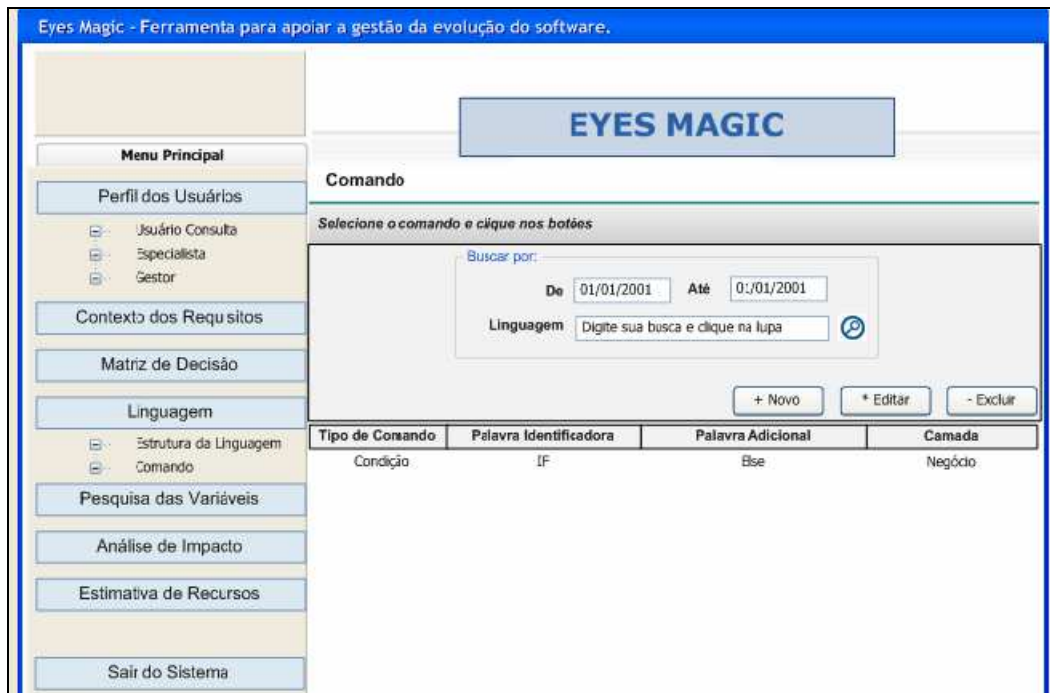 Eyes Magic - Ferramenta para apoiar a gestão da evolução do software.
EYES MAGIC
Menu Principal
Perfil dos Usuários
Usuário Consulta
Especialista
Gestor
Contexto dos Requisitos
Matriz de Decisão
Linguagem
Estrutura da Linguagem
Comando
Pesquisa das Variáveis
Análise de Impacto
Estimativa de Recursos
Sair do Sistema
Comando
Selecione o comando e clique nos botões
Buscar por:
De 01/01/2001 Até 01/01/2001
Linguagem Digite sua busca e clique na lupa
+ Novo * Editar - Excluir
Tipo de Comando Palavra Identificadora Palavra Adicional Camada
Condição IF Else Negócio